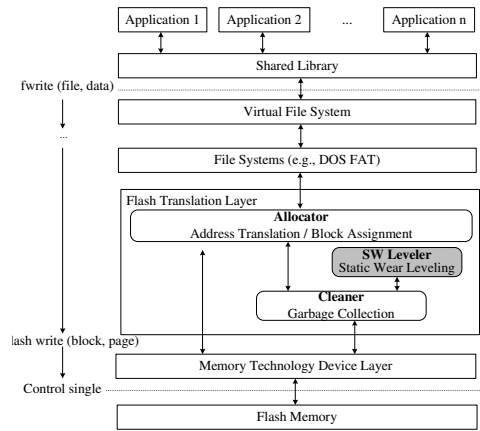 Application 1 Application 2 ... Application n
Shared Library
fwrite (file, data)
Virtual File System
...
File Systems (e.g., DOS FAT)
Flash Translation Layer
Allocator
Address Translation / Block Assignment
SW Leveler
Static Wear Leveling
Cleaner
Garbage Collection
lash write (block, page)
Memory Technology Device Layer
Control single
Flash Memory